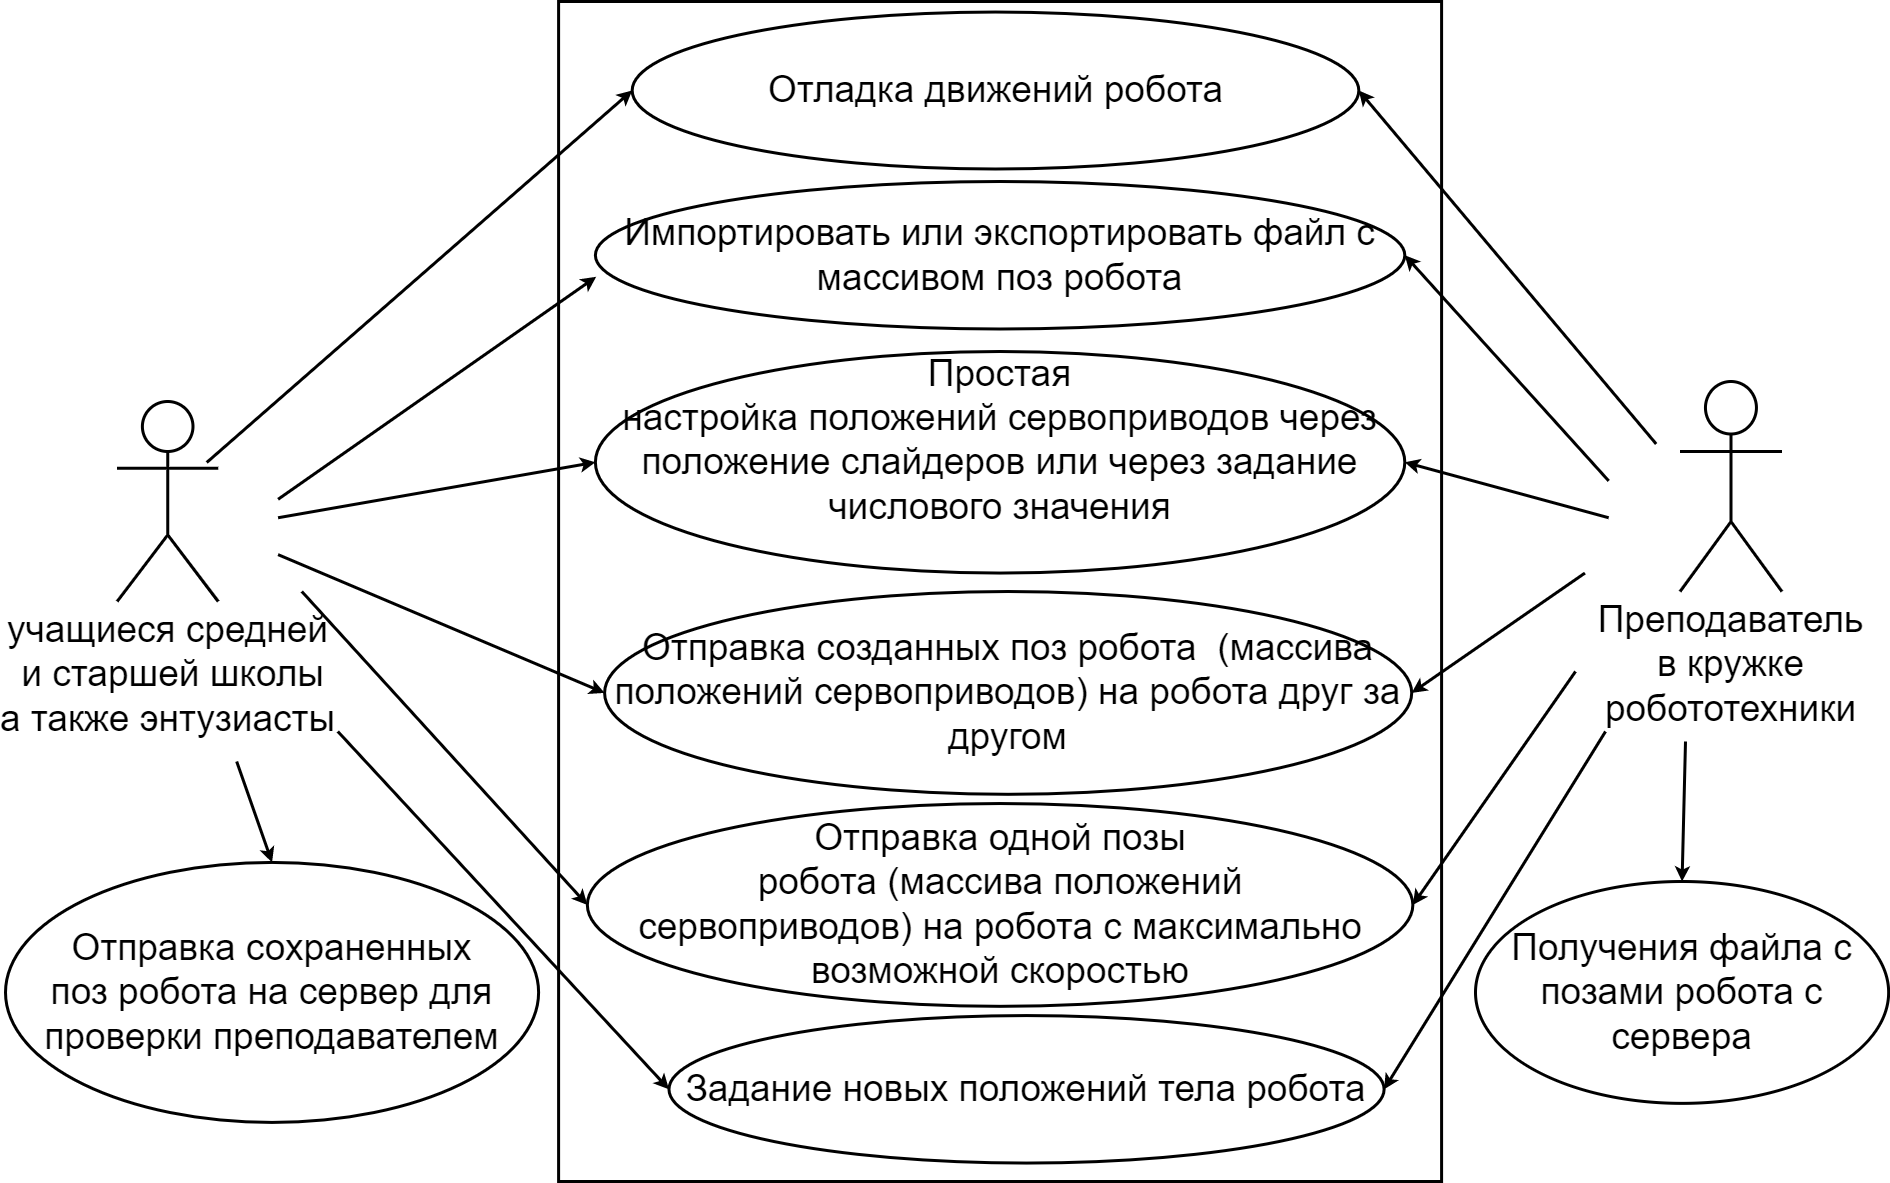 Отладка движений робота
Импортировать или экспортировать файл с
массивом поз робота
Простая
настройка положений сервоприводов через
положение слайдеров или через задание
числового значения
учащиеся средней
и старшей школы
а также энтузиасты
Преподаватель
в кружке
робототехники
Отправка созданных поз робота (массива
положений сервоприводов) на робота друг за
другом
Отправка одной позы
робота (массива положений
сервоприводов) на робота с максимально
возможной скоростью
Отправка сохраненных
поз робота на сервер для
проверки преподавателем
Получения файла с
позами робота с
сервера
Задание новых положений тела робота